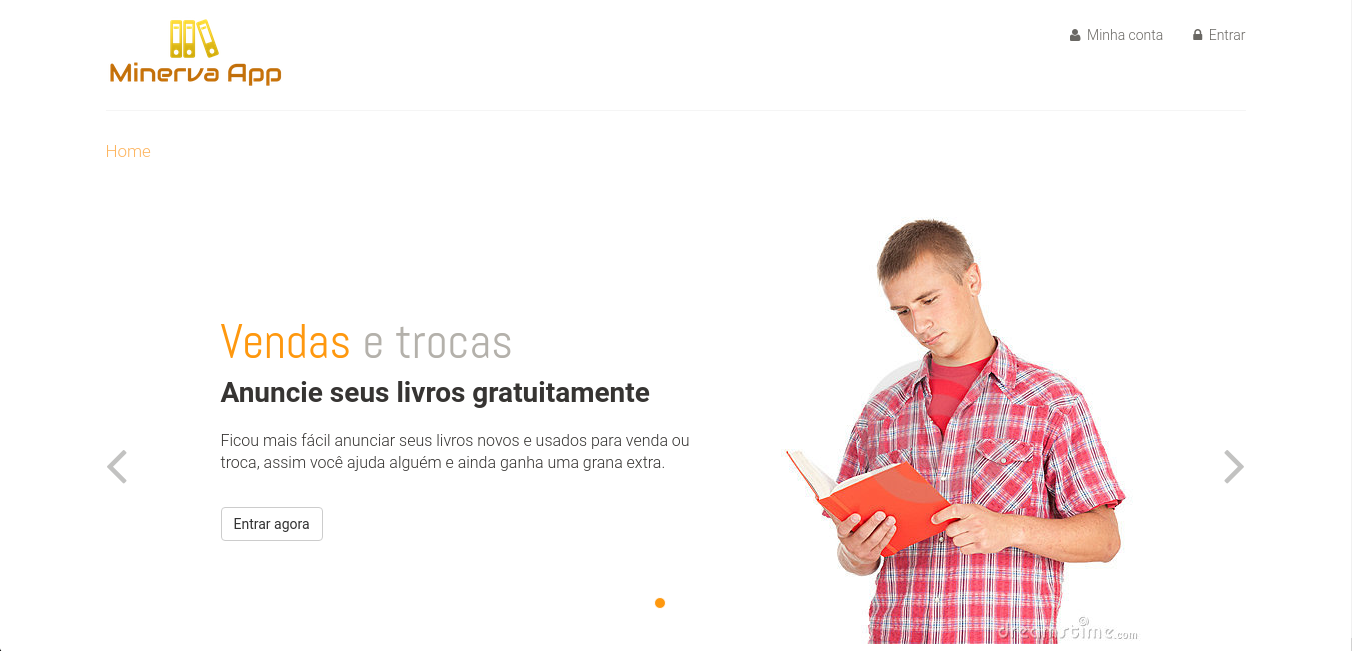 Minerva App
Minha conta
Entrar
Home
Vendas e trocas
Anuncie seus livros gratuitamente
Ficou mais fácil anunciar seus livros novos e usados para venda ou
troca, assim você ajuda alguém e ainda ganha uma grana extra.
Entrar agora
dreamstime.com